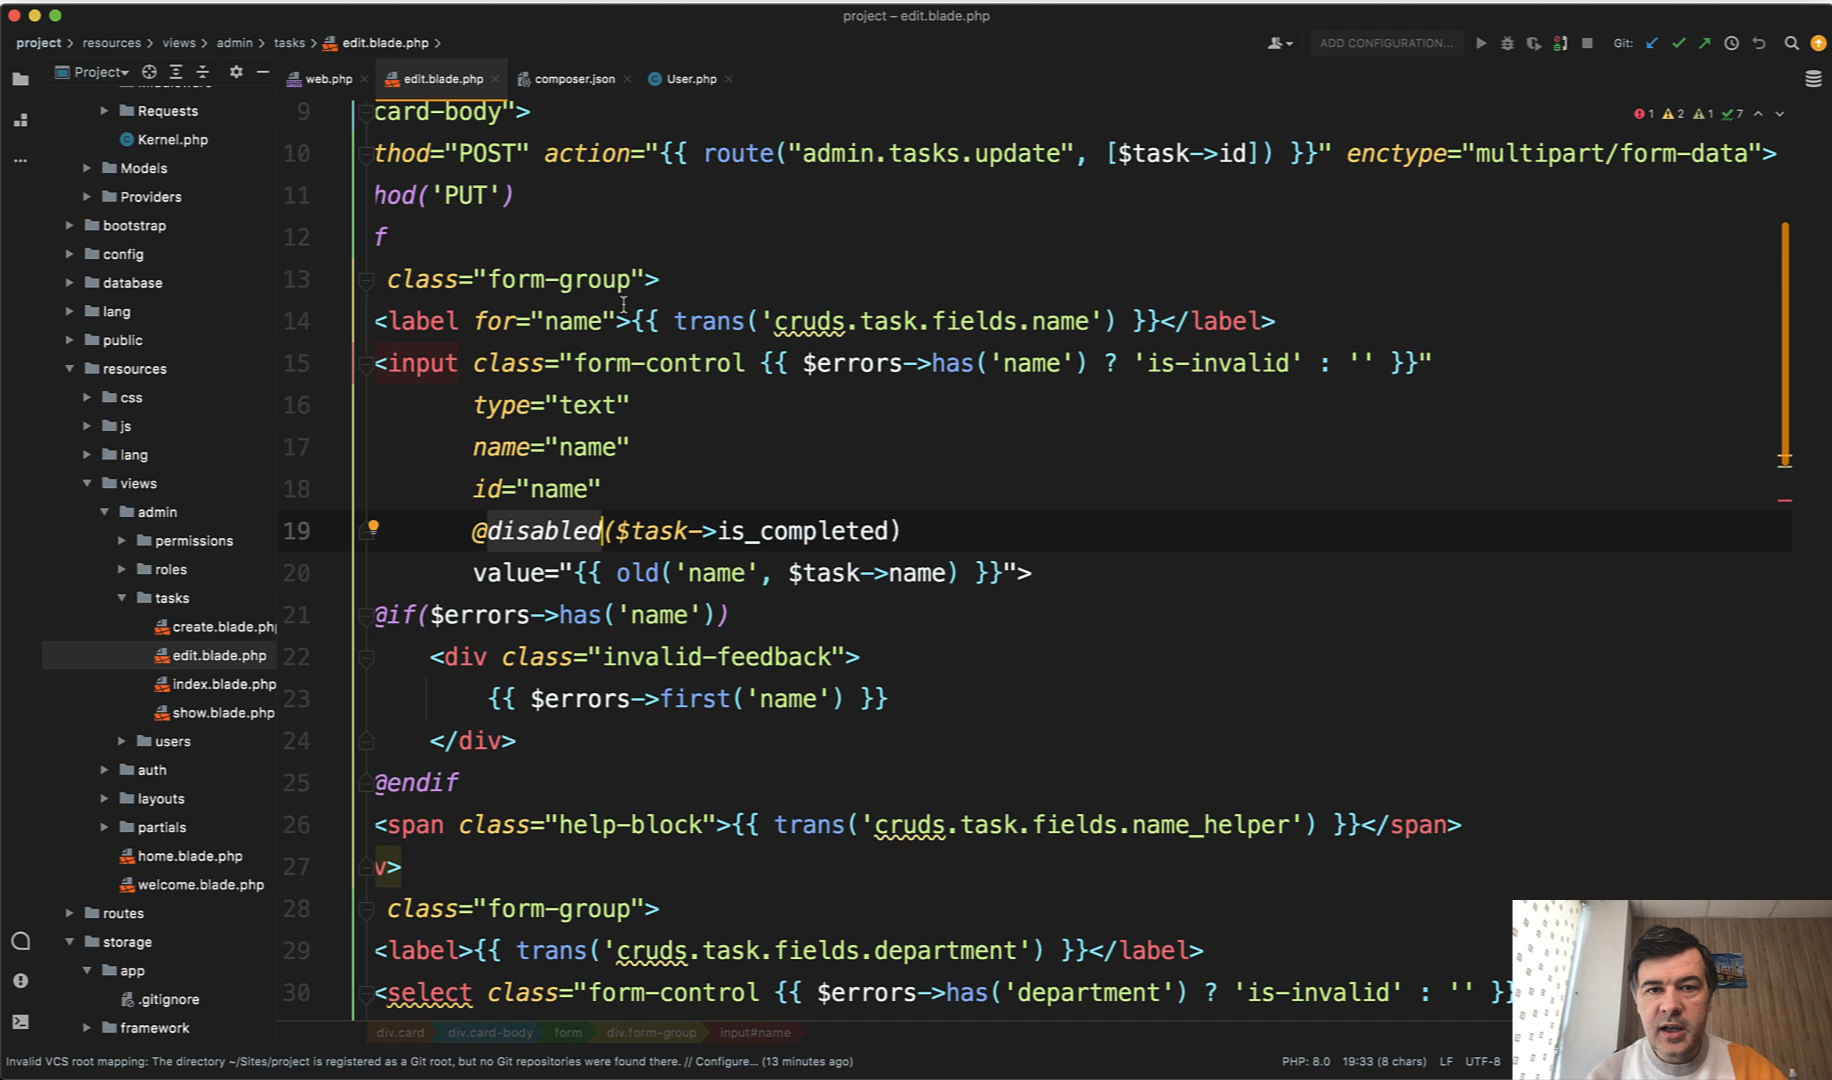 project – edit.blade.php
project > resources > views > admin > tasks > edit.blade.php >
ADD CONFIGURATION...
Git:
Project
web.php
edit.blade.php
composer.json
User.php
Requests
Kernel.php
Models
Providers
bootstrap
config
database
lang
public
resources
css
js
lang
views
admin
permissions
roles
tasks
create.blade.php
edit.blade.php
index.blade.php
show.blade.php
users
auth
layouts
partials
home.blade.php
welcome.blade.php
routes
storage
app
.gitignore
framework
1 2 1 7
9 card-body">
10 thod="POST" action="{{ route("admin.tasks.update", [$task->id]) }}" enctype="multipart/form-data">
11 hod('PUT')
12 f
13 class="form-group">
14 <label for="name">{{ trans('cruds.task.fields.name') }}</label>
15 <input class="form-control {{ $errors->has('name') ? 'is-invalid' : '' }}"
16 type="text"
17 name="name"
18 id="name"
19 @disabled($task->is_completed)
20 value="{{ old('name', $task->name) }}">
21 @if($errors->has('name'))
22 <div class="invalid-feedback">
23 {{ $errors->first('name') }}
24 </div>
25 @endif
26 <span class="help-block">{{ trans('cruds.task.fields.name_helper') }}</span>
27 v>
28 class="form-group">
29 <label>{{ trans('cruds.task.fields.department') }}</label>
30 <select class="form-control {{ $errors->has('department') ? 'is-invalid' : '' }}
div.card div.card-body form div.form-group input#name
Invalid VCS root mapping: The directory ~/Sites/project is registered as a Git root, but no Git repositories were found there. // Configure... (13 minutes ago)
PHP: 8.0 19:33 (8 chars) LF UTF-8